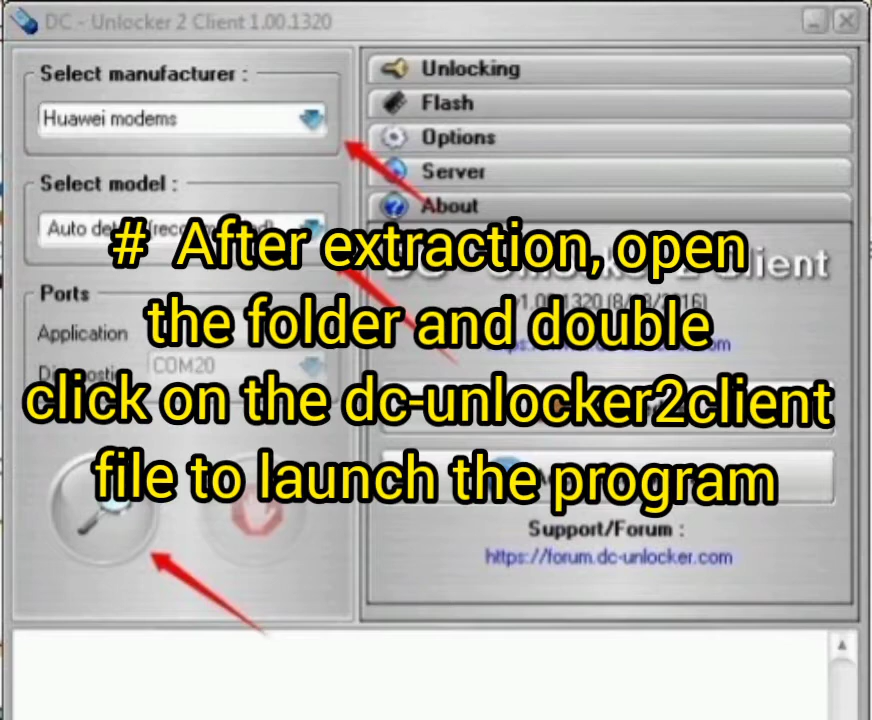 DC - Unlocker 2 Client 1.00.1320
Select manufacturer :
Huawei modems
Select model :
Auto
Ports
Application
COM20
Unlocking
Flash
Options
Server
About
# After extraction, open
the folder and double
click on the dc-unlocker2client
file to launch the program
Support/Forum :
https://forum.dc-unlocker.com